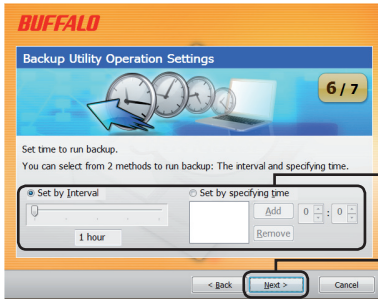 BUFFALO
Backup Utility Operation Settings
6 / 7
Set time to run backup.
You can select from 2 methods to run backup: The interval and specifying time.
Set by Interval
Set by specifying time
Add
0 : 0
1 hour
Remove
< Back
Next >
Cancel